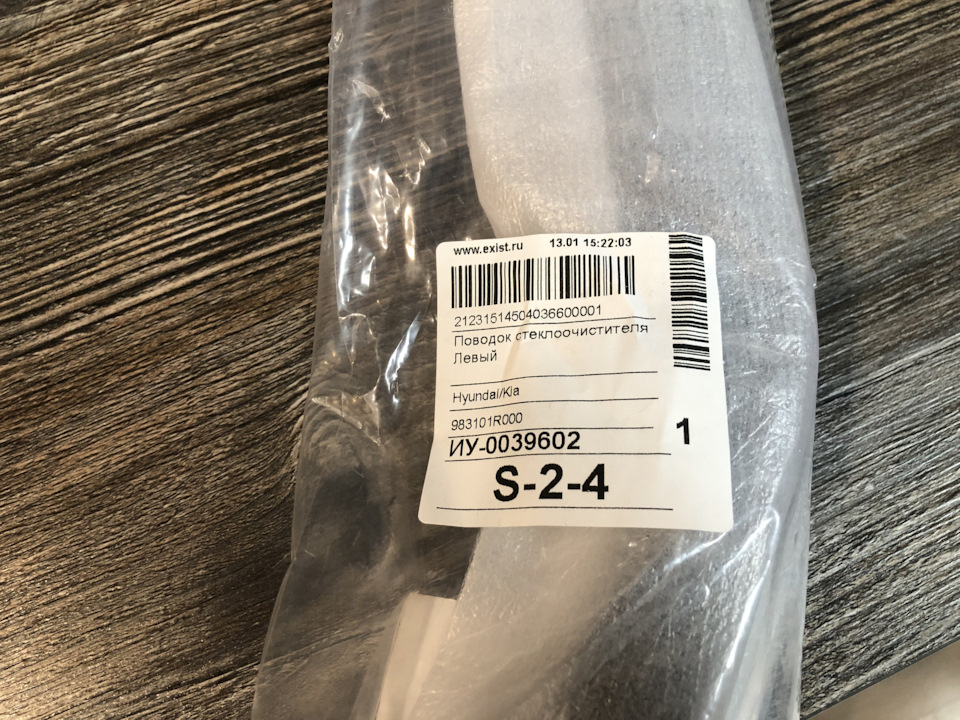 www.exist.ru 13.01 15:22:03
21231514504036600001
Поводок стеклоочистителя
Левый
Hyundai/Kia
983101R000
ИУ-0039602
1
S-2-4